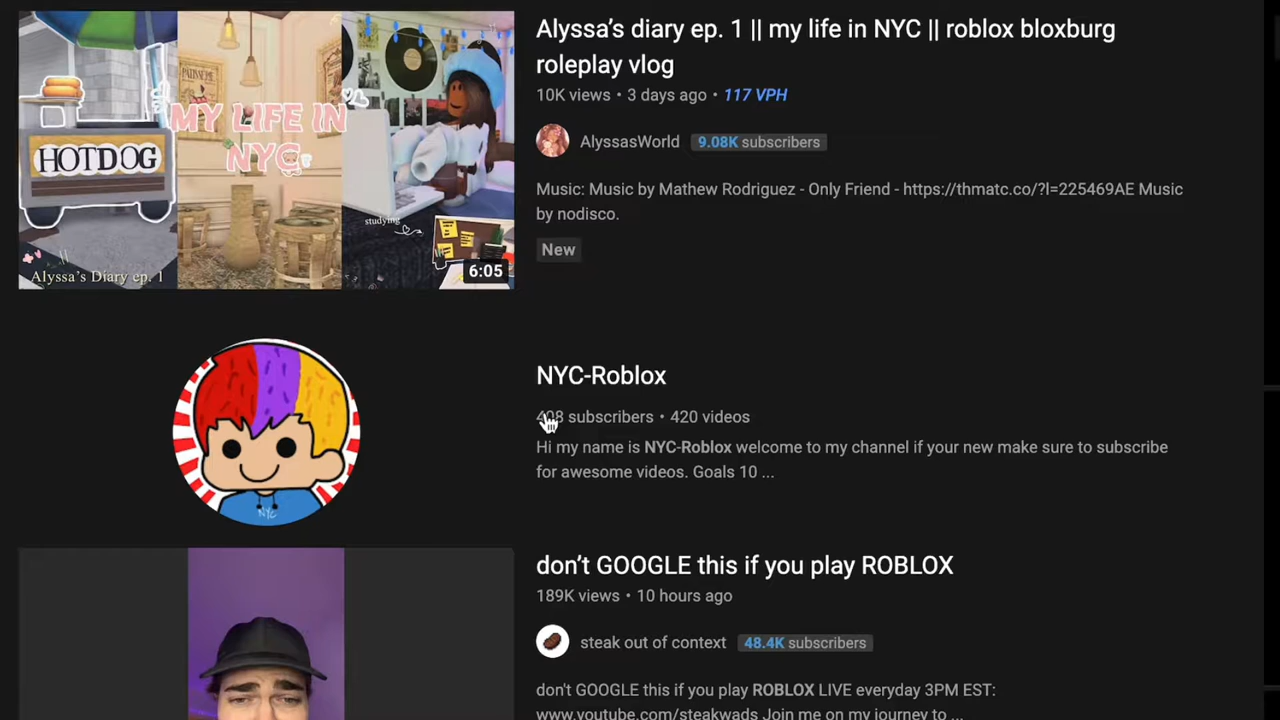 Alyssa's diary ep. 1 || my life in NYC || roblox bloxburg
roleplay vlog
10K views • 3 days ago • 117 VPH
AlyssasWorld 9.08K subscribers
Music: Music by Mathew Rodriguez - Only Friend - https://thmatc.co/?l=225469AE Music
by nodisco.
New
MY LIFE IN
NYC
HOTDOG
studying
Alyssa's Diary ep. 1
6:05
NYC-Roblox
408 subscribers • 420 videos
Hi my name is NYC-Roblox welcome to my channel if your new make sure to subscribe
for awesome videos. Goals 10 ...
NYC
don't GOOGLE this if you play ROBLOX
189K views • 10 hours ago
steak out of context 48.4K subscribers
don't GOOGLE this if you play ROBLOX LIVE everyday 3PM EST:
www.youtube.com/steakwads Join me on my journey to ...